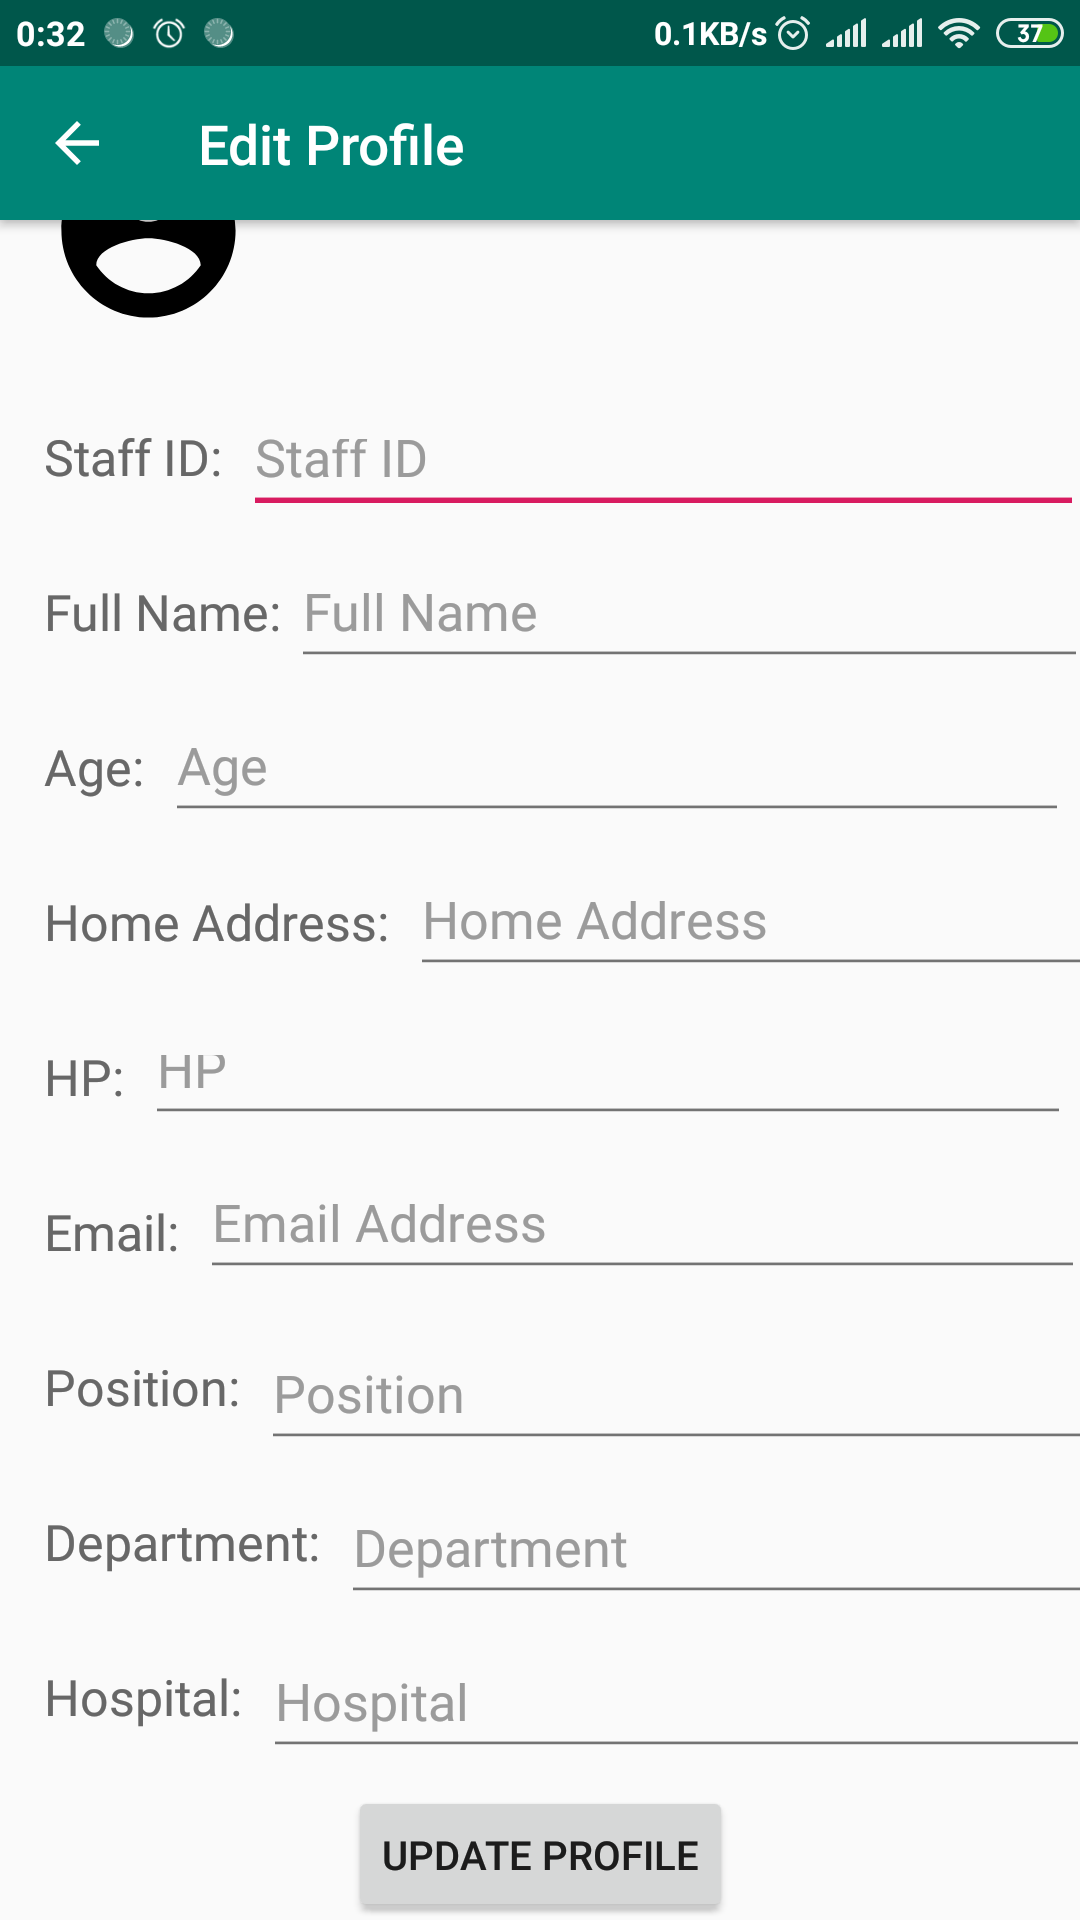 0:32 0.1KB/s 37
Edit Profile
Staff ID: Staff ID
Full Name: Full Name
Age: Age
Home Address: Home Address
HP: HP
Email: Email Address
Position: Position
Department: Department
Hospital: Hospital
UPDATE PROFILE